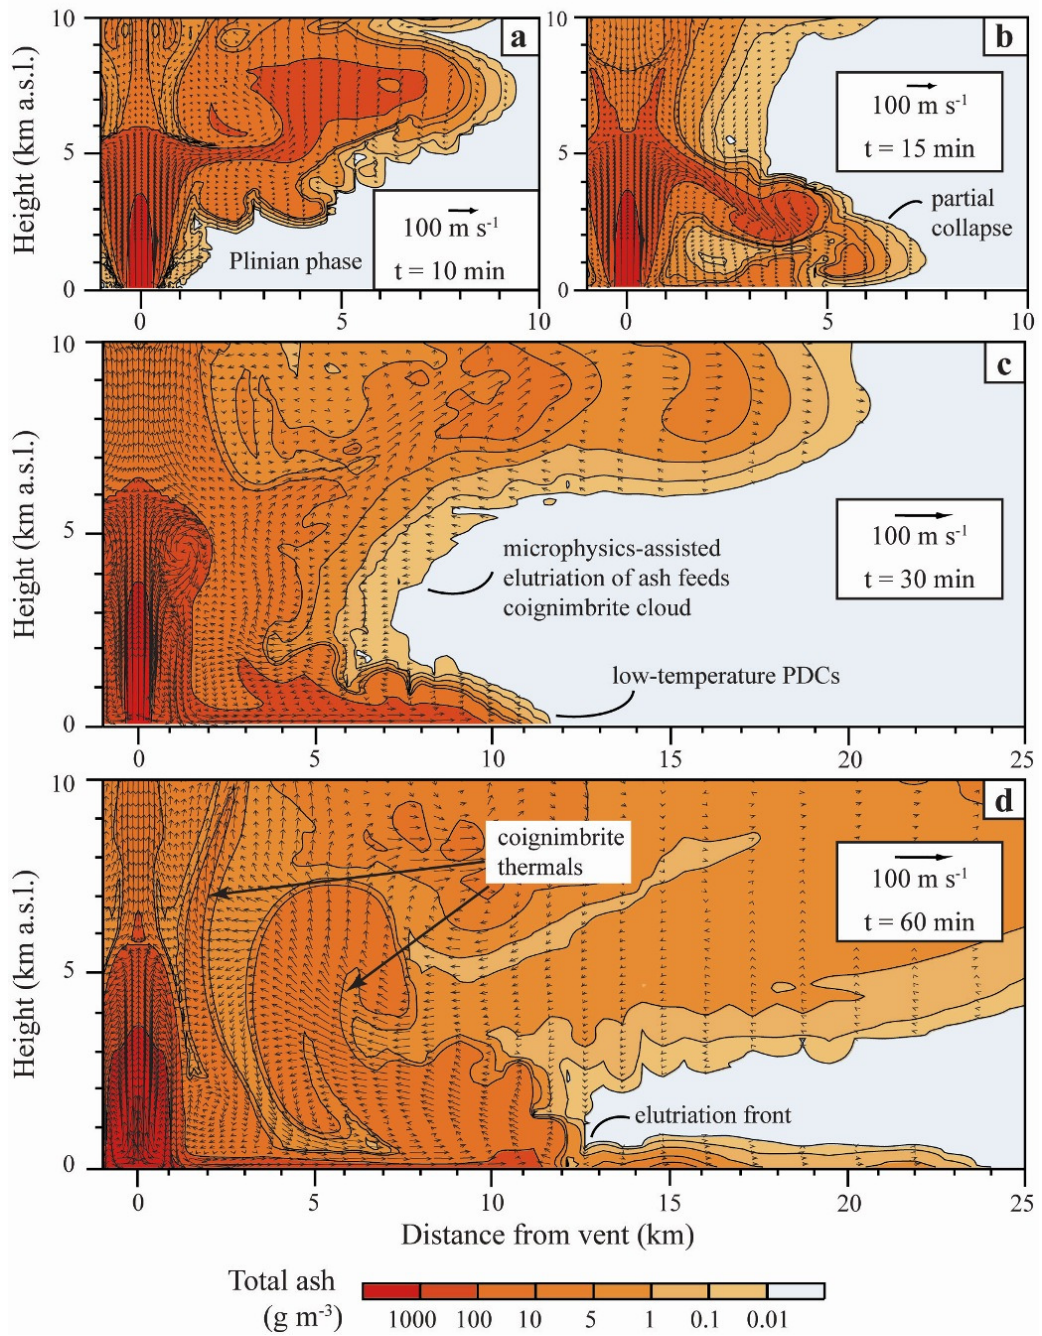 a
b
10
5
0
Height (km a.s.l.)
100 m s⁻¹
t = 10 min
Plinian phase
0
5
10
10
5
0
100 m s⁻¹
t = 15 min
partial
collapse
0
5
10
c
10
5
0
Height (km a.s.l.)
100 m s⁻¹
t = 30 min
microphysics-assisted
elutriation of ash feeds
coignimbrite cloud
low-temperature PDCs
0
5
10
15
20
25
d
10
5
0
Height (km a.s.l.)
coignimbrite
thermals
100 m s⁻¹
t = 60 min
elutriation front
0
5
10
15
20
25
Distance from vent (km)
Total ash
(g m⁻³)
1000
100
10
5
1
0.1
0.01